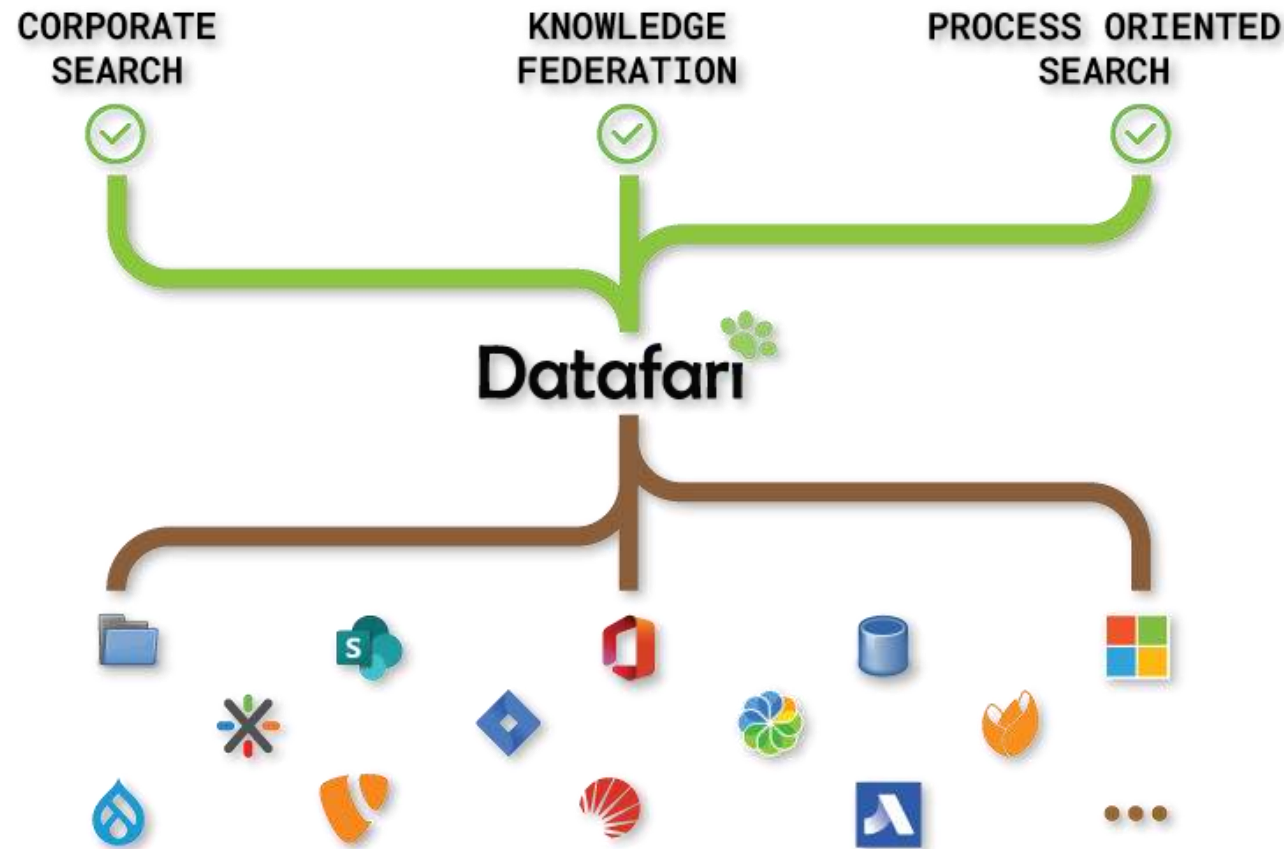 CORPORATE
SEARCH
KNOWLEDGE
FEDERATION
PROCESS ORIENTED
SEARCH
Datafari
S